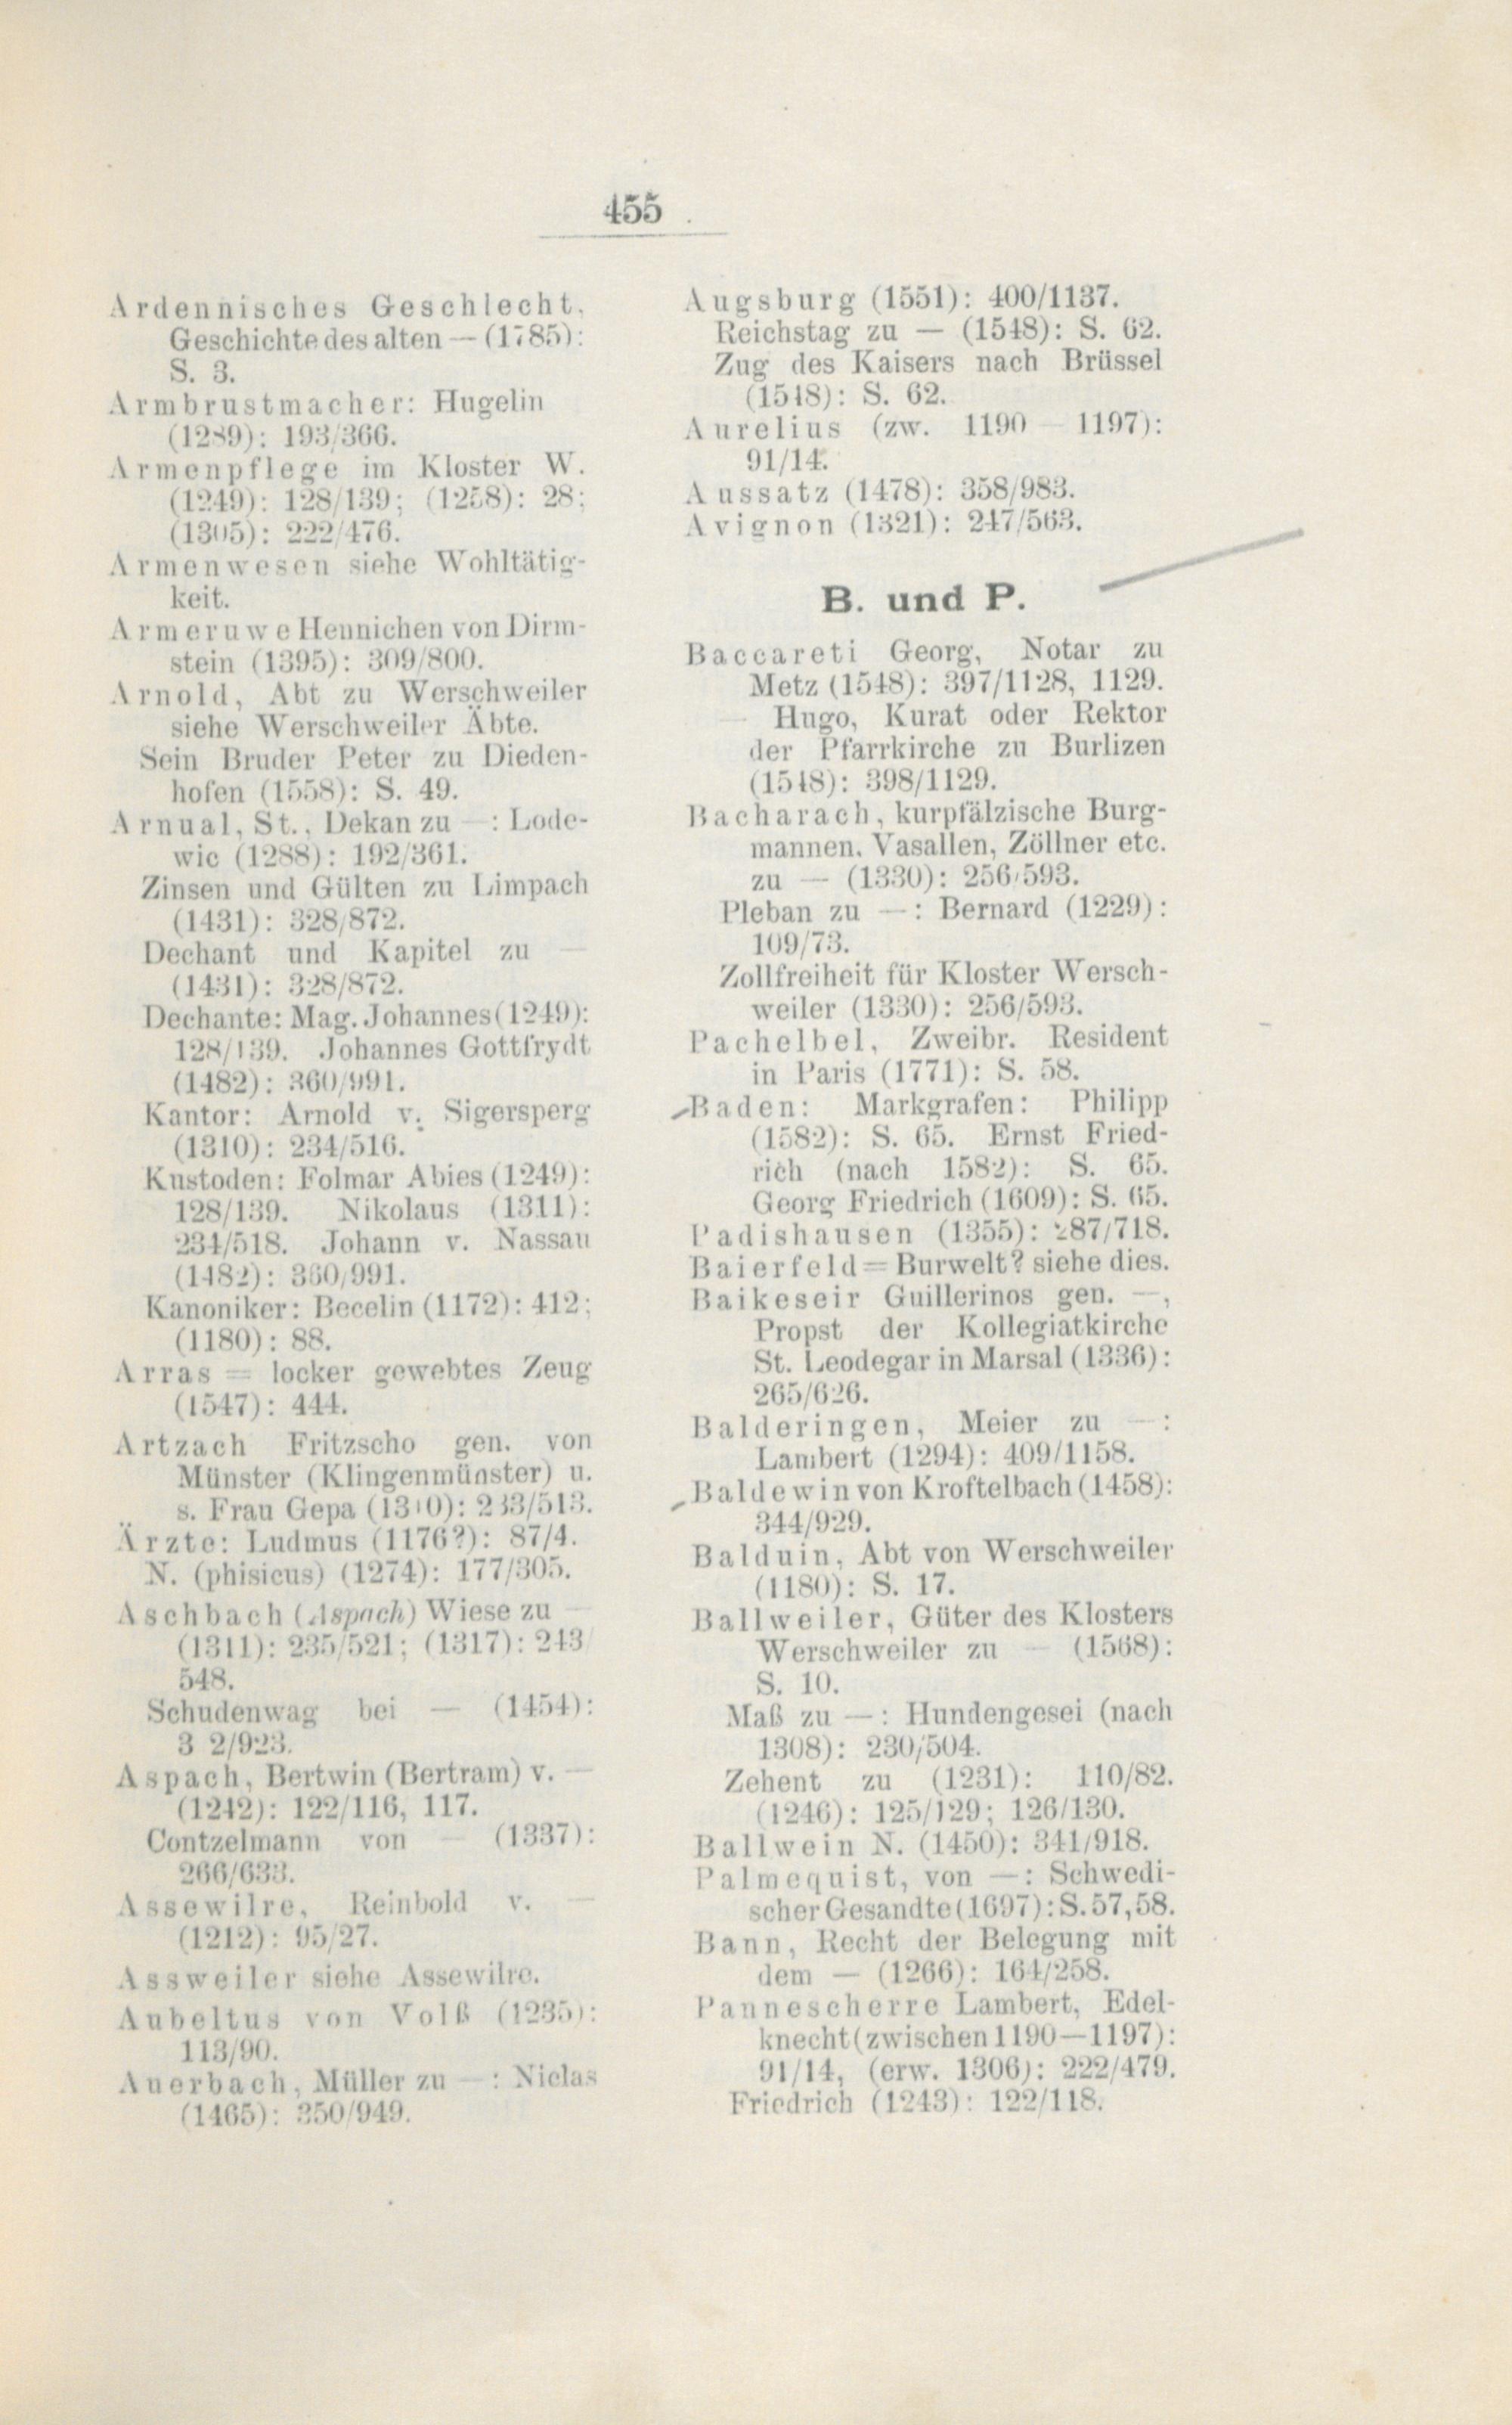 455
Ardennisches Geschlecht,
Geschichte des alten — (1785):
S. 3.
Armbrustmacher: Hugelin
(1289): 193/366.
Armenpflege im Kloster W.
(1249): 128/139; (1258): 28;
(1305): 222/476.
Armenwesen siehe Wohltätig-
keit.
Armeruwe Hennichen von Dirm-
stein (1395): 309/800.
Arnold, Abt zu Werschweiler
siehe Werschweiler Äbte.
Sein Bruder Peter zu Dieden-
hofen (1558): S. 49.
Arnual, St., Dekan zu —: Lode-
wic (1288): 192/361.
Zinsen und Gülten zu Limpach
(1431): 328/872.
Dechant und Kapitel zu —
(1431): 328/872.
Dechante: Mag. Johannes (1249):
128/139. Johannes Gottfrydt
(1482): 360/991.
Kantor: Arnold v. Sigersperg
(1310): 234/516.
Kustoden: Folmar Abies (1249):
128/139. Nikolaus (1311):
234/518. Johann v. Nassau
(1482): 360/991.
Kanoniker: Becelin (1172): 412;
(1180): 88.
Arras = locker gewebtes Zeug
(1547): 444.
Artzach Fritzscho gen. von
Münster (Klingenmünster) u.
s. Frau Gepa (1310): 233/513.
Ärzte: Ludmus (1176?): 87/4.
N. (phisicus) (1274): 177/305.
Aschbach (Aspach) Wiese zu —
(1311): 235/521; (1317): 243/
548.
Schudenwag bei — (1454):
3 2/923.
Aspach, Bertwin (Bertram) v. —
(1242): 122/116, 117.
Contzelmann von — (1337):
266/633.
Assewilre, Reinbold v. —
(1212): 95/27.
Assweiler siehe Assewilre.
Aubeltus von Volß (1235):
113/90.
Auerbach, Müller zu —: Niclas
(1465): 350/949.
Augsburg (1551): 400/1137.
Reichstag zu — (1548): S. 62.
Zug des Kaisers nach Brüssel
(1548): S. 62.
Aurelius (zw. 1190 — 1197):
91/14.
Aussatz (1478): 358/983.
Avignon (1321): 247/563.
B. und P.
Baccareti Georg, Notar zu
Metz (1548): 397/1128, 1129.
— Hugo, Kurat oder Rektor
der Pfarrkirche zu Burlizen
(1548): 398/1129.
Bacharach, kurpfälzische Burg-
mannen, Vasallen, Zöllner etc.
zu — (1330): 256/593.
Pleban zu —: Bernard (1229):
109/73.
Zollfreiheit für Kloster Wersch-
weiler (1330): 256/593.
Pachelbel, Zweibr. Resident
in Paris (1771): S. 58.
Baden: Markgrafen: Philipp
(1582): S. 65. Ernst Fried-
rich (nach 1582): S. 65.
Georg Friedrich (1609): S. 65.
Padishausen (1355): 287/718.
Baierfeld = Burwelt? siehe dies.
Baikeseir Guillerinos gen. —,
Propst der Kollegiatkirche
St. Leodegar in Marsal (1336):
265/626.
Balderingen, Meier zu —:
Lambert (1294): 409/1158.
Baldewin von Kroftelbach (1458):
344/929.
Balduin, Abt von Werschweiler
(1180): S. 17.
Ballweiler, Güter des Klosters
Werschweiler zu — (1568):
S. 10.
Maß zu —: Hundengesei (nach
1308): 230/504.
Zehent zu (1231): 110/82.
(1246): 125/129; 126/130.
Ballwein N. (1450): 341/918.
Palmequist, von —: Schwedi-
scher Gesandte (1697): S. 57, 58.
Bann, Recht der Belegung mit
dem — (1266): 164/258.
Pannescherre Lambert, Edel-
knecht (zwischen 1190—1197):
91/14, (erw. 1306): 222/479.
Friedrich (1243): 122/118.